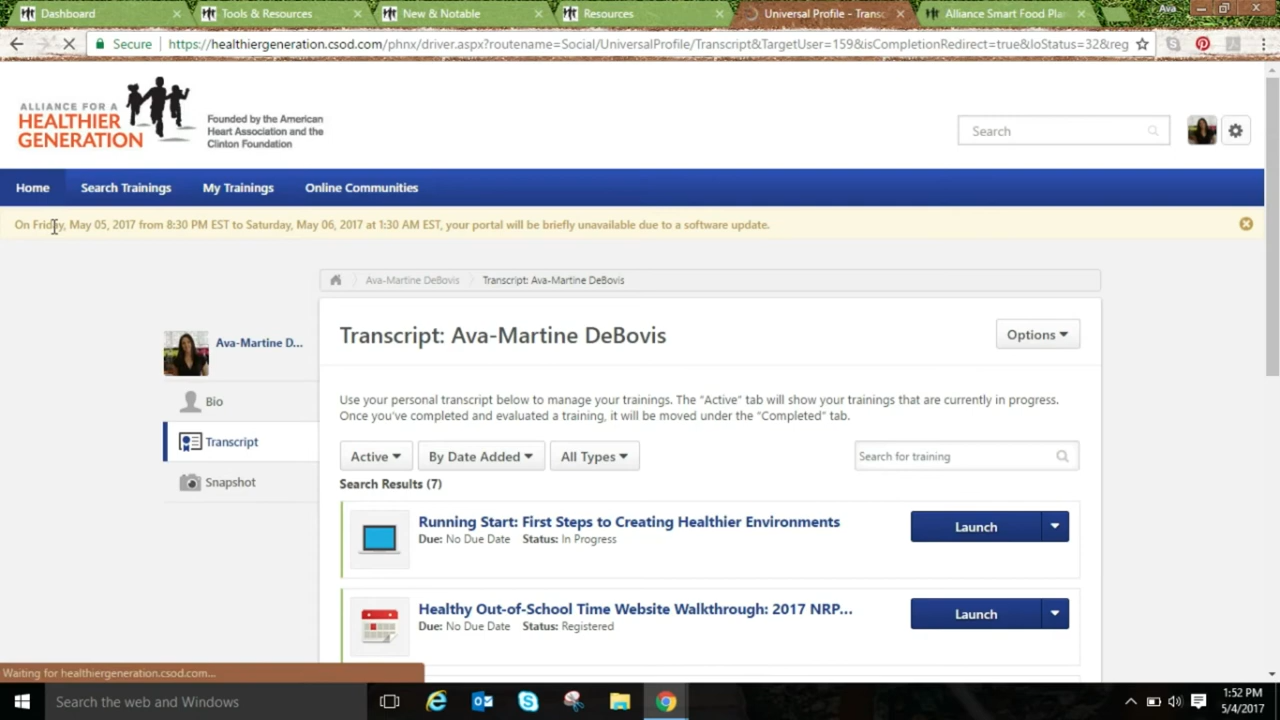 Dashboard
Tools & Resources
New & Notable
Resources
Universal Profile - Transc
Alliance Smart Food Pla
Ava
Secure
https://healthiergeneration.csod.com/phnx/driver.aspx?routename=Social/UniversalProfile/Transcript&TargetUser=159&isCompletionRedirect=true&loStatus=32&reg
ALLIANCE FOR A
HEALTHIER
GENERATION
Founded by the American
Heart Association and the
Clinton Foundation
Search
Home
Search Trainings
My Trainings
Online Communities
On Friday, May 05, 2017 from 8:30 PM EST to Saturday, May 06, 2017 at 1:30 AM EST, your portal will be briefly unavailable due to a software update.
Ava-Martine DeBovis
Transcript: Ava-Martine DeBovis
Ava-Martine D...
Bio
Transcript
Snapshot
Transcript: Ava-Martine DeBovis
Options
Use your personal transcript below to manage your trainings. The "Active" tab will show your trainings that are currently in progress.
Once you've completed and evaluated a training, it will be moved under the "Completed" tab.
Active
By Date Added
All Types
Search for training
Search Results (7)
Running Start: First Steps to Creating Healthier Environments
Due: No Due Date Status: In Progress
Launch
Healthy Out-of-School Time Website Walkthrough: 2017 NRP...
Due: No Due Date Status: Registered
Launch
Waiting for healthiergeneration.csod.com...
Search the web and Windows
1:52 PM
5/4/2017